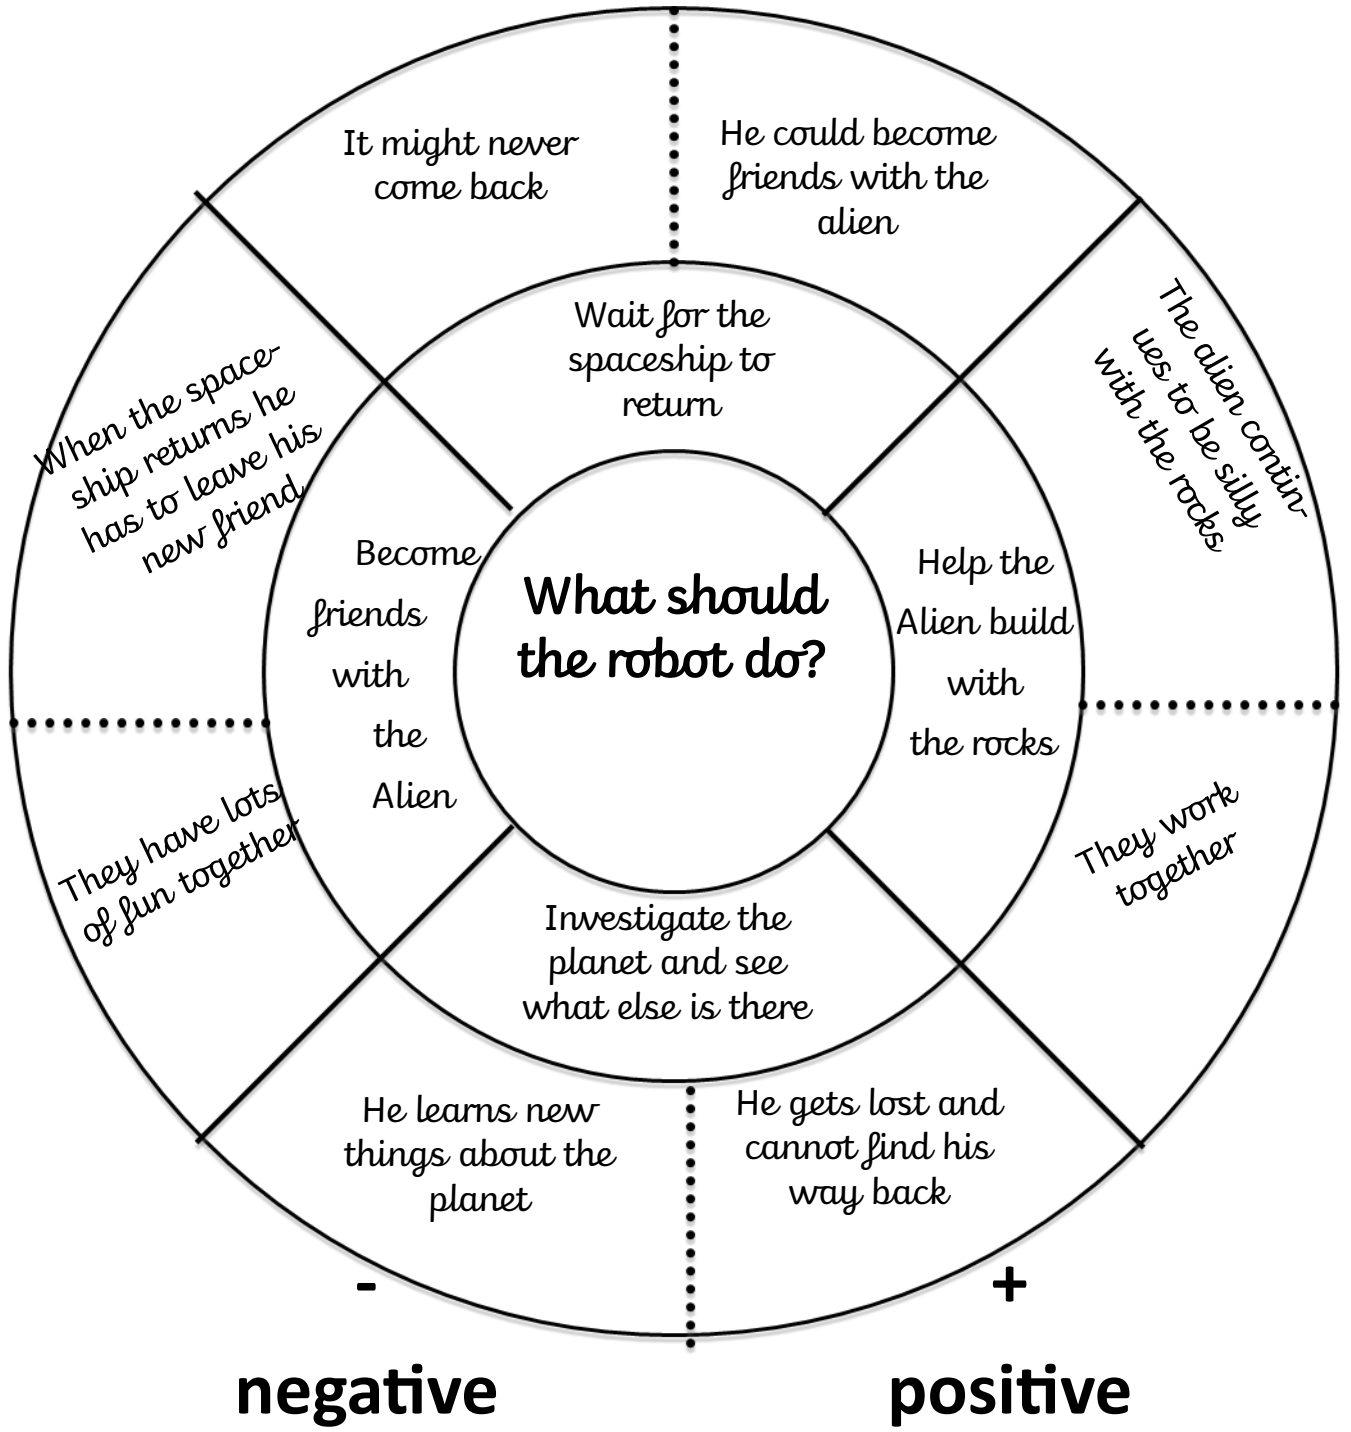 It might never
come back
He could become
friends with the
alien
Wait for the
spaceship to
return
When the space-
ship returns he
has to leave his
new friend
The alien contin-
ues to be silly
with the rocks
Become
friends
with
the
Alien
What should
the robot do?
Help the
Alien build
with
the rocks
They have lots
of fun together
They work
together
Investigate the
planet and see
what else is there
He learns new
things about the
planet
He gets lost and
cannot find his
way back
-
+
negative
positive